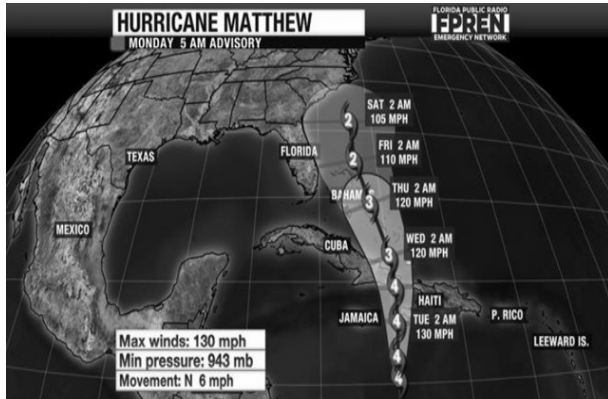 HURRICANE MATTHEW
MONDAY 5 AM ADVISORY
FLORIDA PUBLIC RADIO
FPREN
EMERGENCY NETWORK
SAT 2 AM
105 MPH
2
TEXAS
FLORIDA
FRI 2 AM
110 MPH
2
THU 2 AM
120 MPH
3
MEXICO
CUBA
WED 2 AM
120 MPH
3
4
HAITI
JAMAICA
4
TUE 2 AM
130 MPH
P. RICO
LEEWARD IS.
4
4
Max winds: 130 mph
Min pressure: 943 mb
Movement: N 6 mph